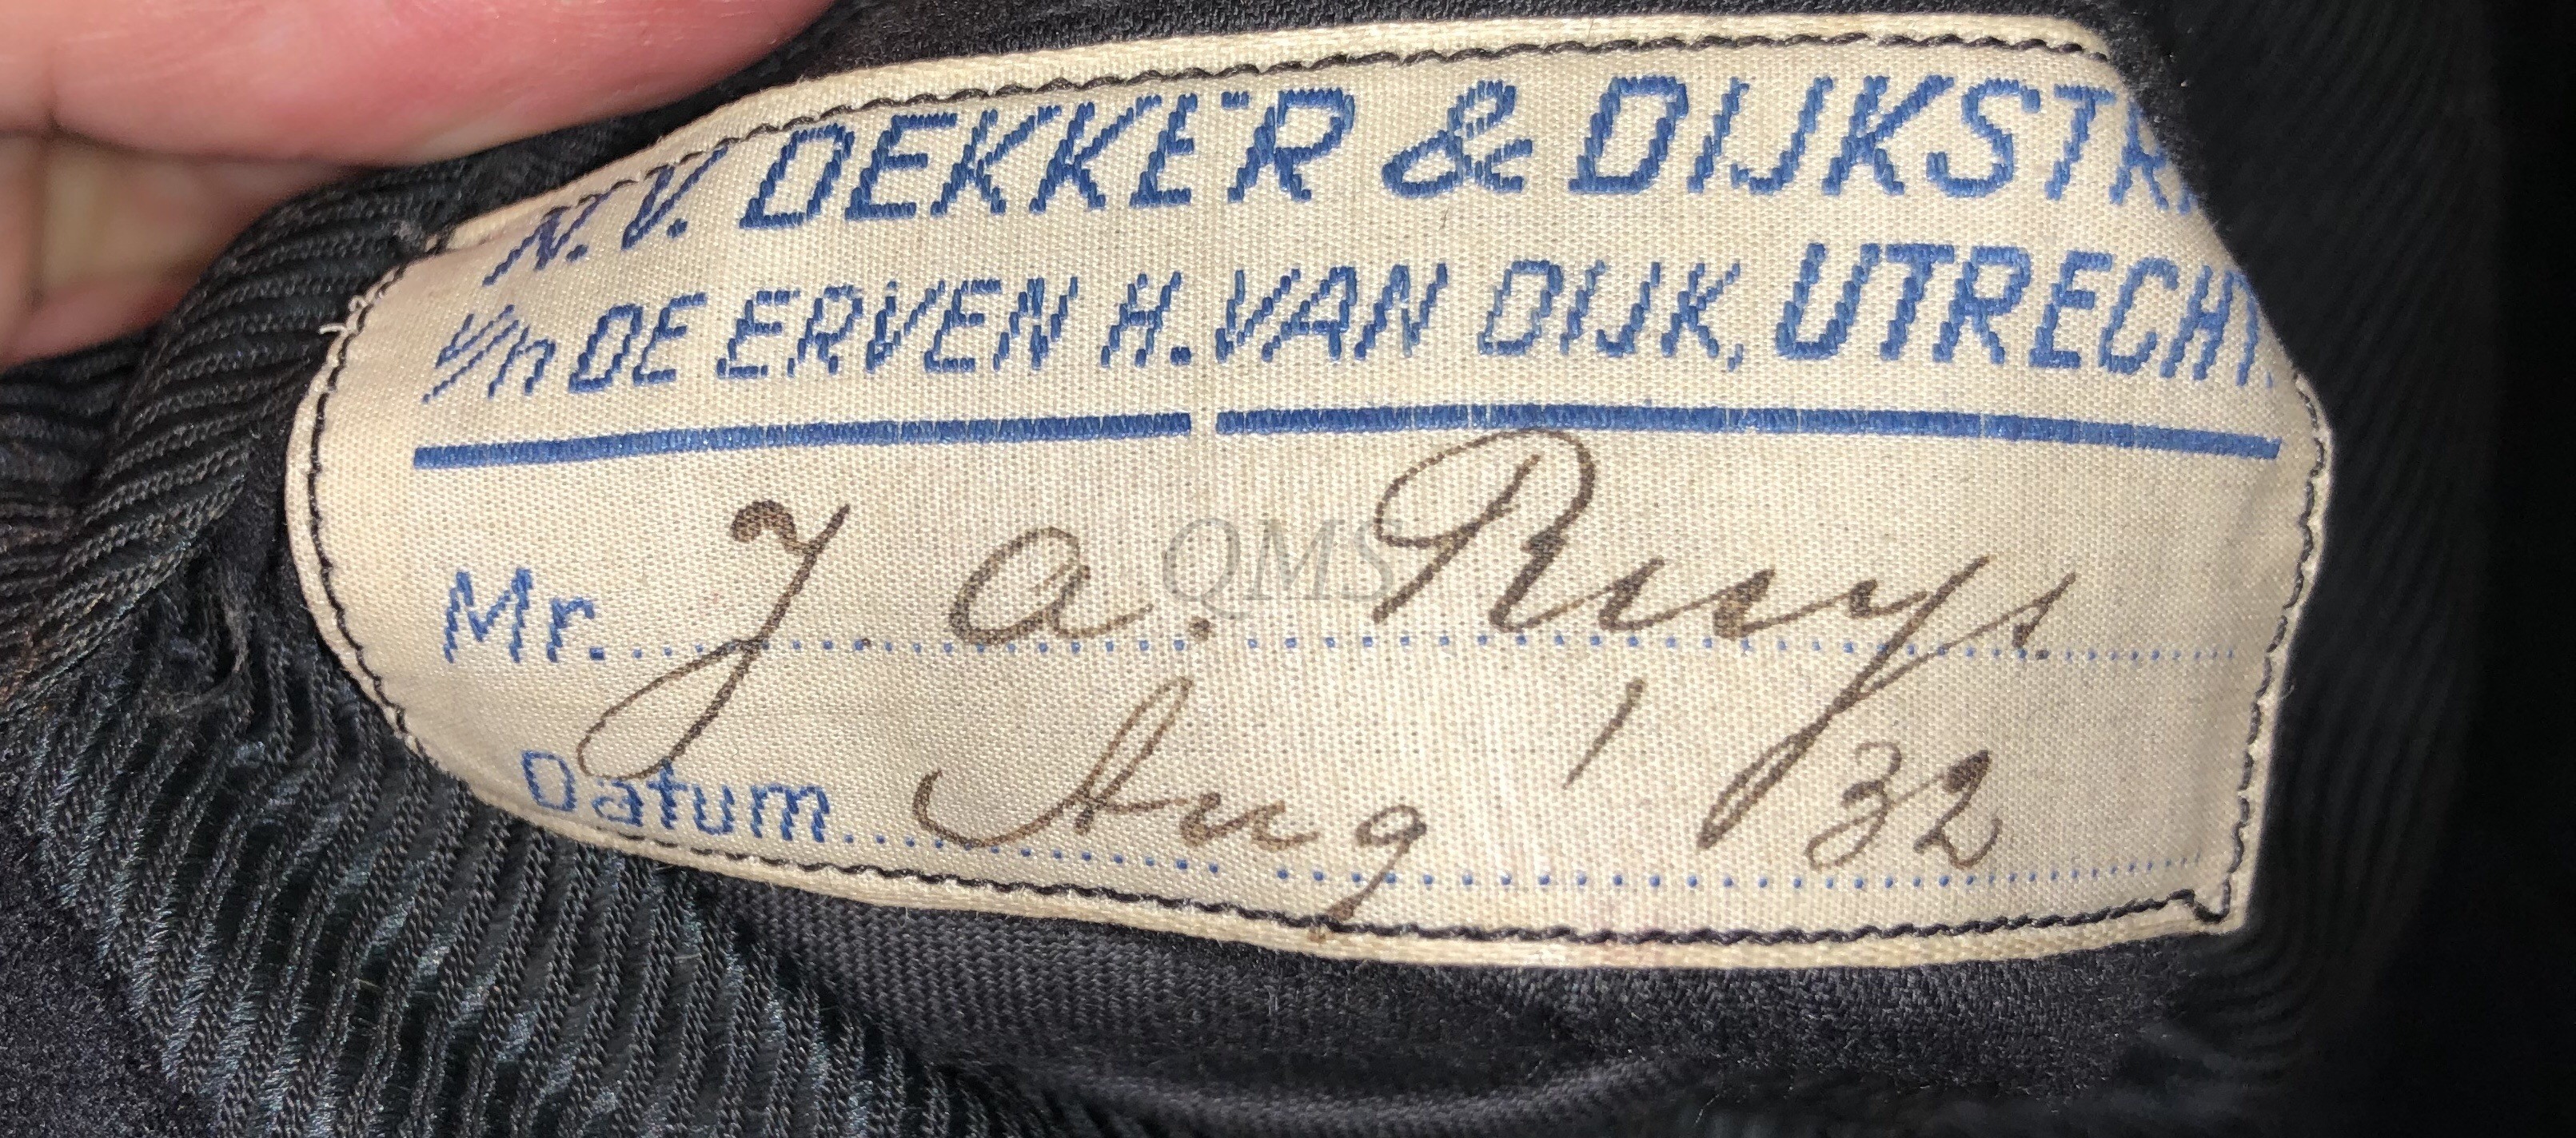 N.V. DEKKER & DIJKSTR
v/h DE ERVEN H. VAN DIJK, UTRECHT.
Mr. J. A. Ruys.
Datum Aug '32
QMS